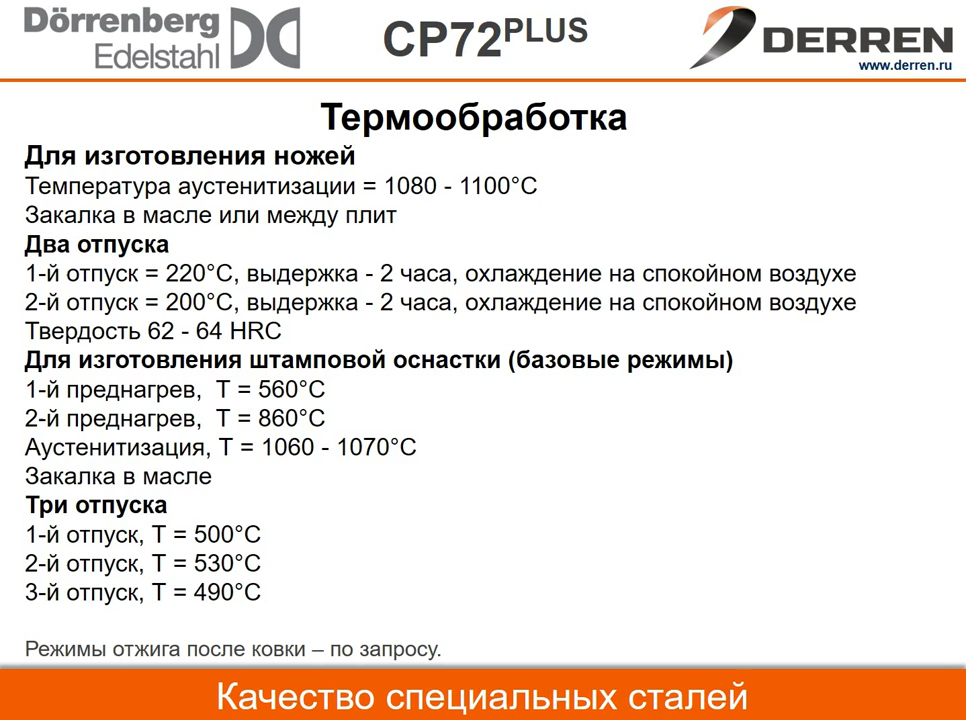 Dörrenberg
Edelstahl
CP72PLUS
DERREN
www.derren.ru
Термообработка
Для изготовления ножей
Температура аустенитизации = 1080 - 1100°C
Закалка в масле или между плит
Два отпуска
1-й отпуск = 220°C, выдержка - 2 часа, охлаждение на спокойном воздухе
2-й отпуск = 200°C, выдержка - 2 часа, охлаждение на спокойном воздухе
Твердость 62 - 64 HRC
Для изготовления штамповой оснастки (базовые режимы)
1-й преднагрев,  T = 560°C
2-й преднагрев,  T = 860°C
Аустенитизация, T = 1060 - 1070°C
Закалка в масле
Три отпуска
1-й отпуск, T = 500°C
2-й отпуск, T = 530°C
3-й отпуск, T = 490°C
Режимы отжига после ковки – по запросу.
Качество специальных сталей